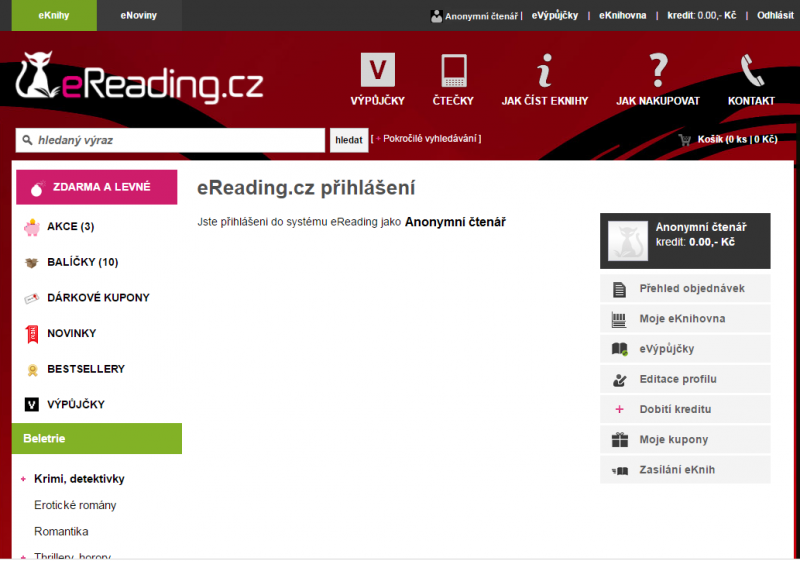 eKnihy
eNoviny
Anonymní čtenář | eVýpůjčky | eKnihovna | kredit: 0.00,- Kč | Odhlásit
eReading.cz
V
VÝPŮJČKY
ČTEČKY
JAK ČÍST EKNIHY
JAK NAKUPOVAT
KONTAKT
hledaný výraz
hledat
[ + Pokročilé vyhledávání ]
Košík (0 ks | 0 Kč)
ZDARMA A LEVNÉ
AKCE (3)
BALÍČKY (10)
DÁRKOVÉ KUPONY
NOVINKY
BESTSELLERY
V VÝPŮJČKY
Beletrie
+ Krimi, detektivky
Erotické romány
Romantika
+ Thrillery, horory
eReading.cz přihlášení
Jste přihlášeni do systému eReading jako Anonymní čtenář
Anonymní čtenář
kredit: 0.00,- Kč
Přehled objednávek
Moje eKnihovna
eVýpůjčky
Editace profilu
+ Dobití kreditu
Moje kupony
Zasílání eKnih